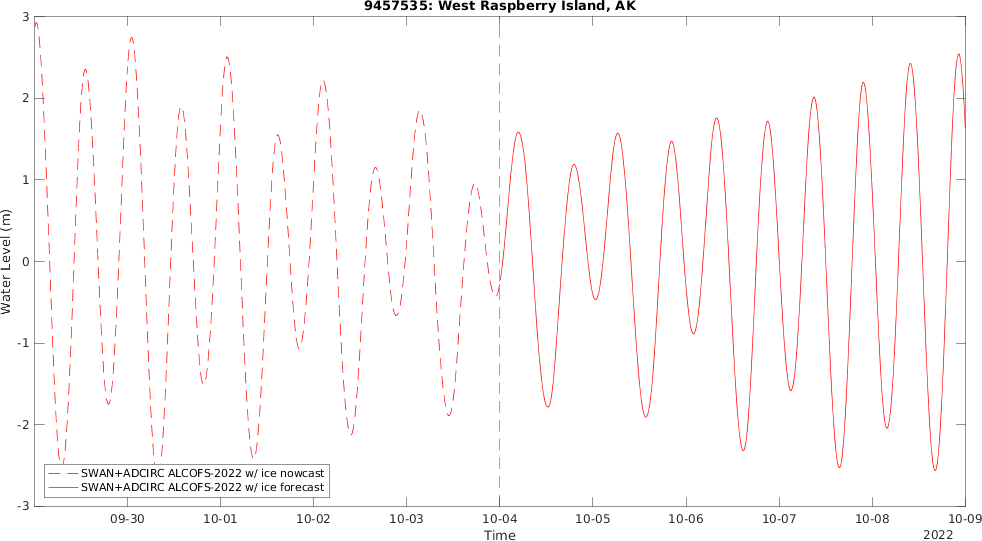 9457535: West Raspberry Island, AK
3
2
1
0
-1
-2
-3
Water Level (m)
SWAN+ADCIRC ALCOFS-2022 w/ ice nowcast
SWAN+ADCIRC ALCOFS-2022 w/ ice forecast
09-30 10-01 10-02 10-03 10-04 10-05 10-06 10-07 10-08 10-09
Time
2022